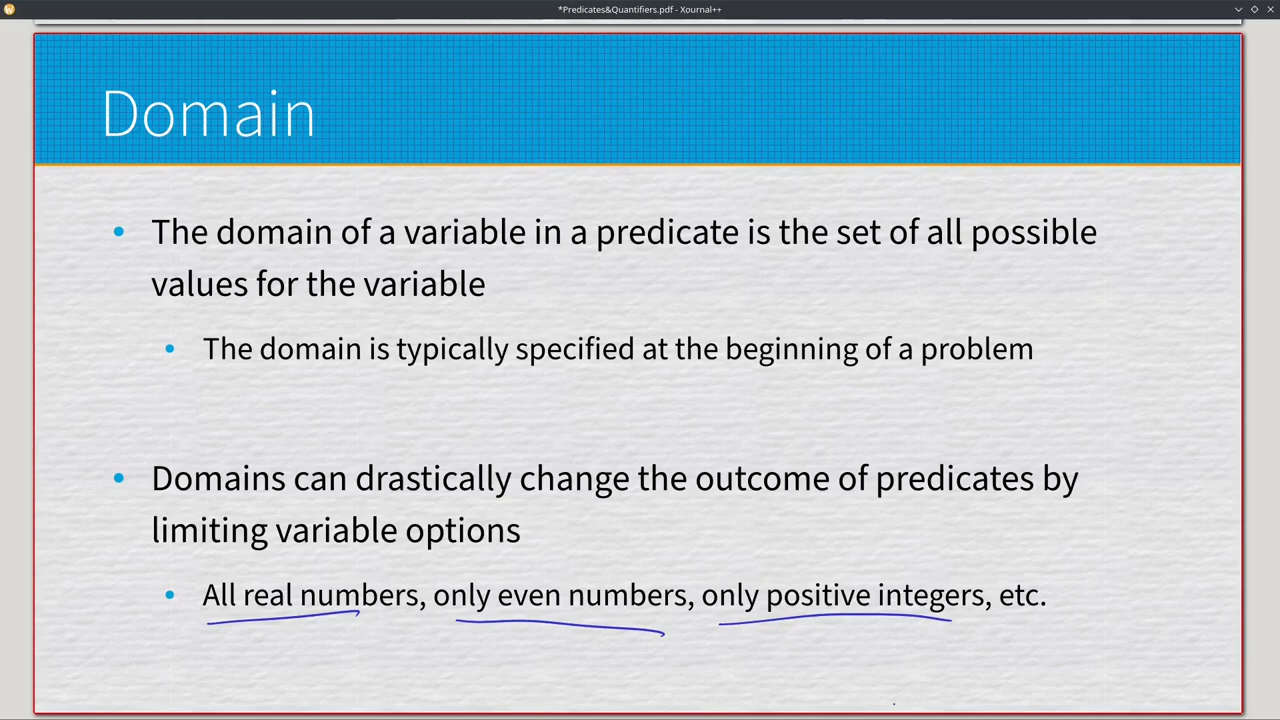 *Predicates&Quantifiers.pdf - Xournal++
Domain
• The domain of a variable in a predicate is the set of all possible
values for the variable
• The domain is typically specified at the beginning of a problem
• Domains can drastically change the outcome of predicates by
limiting variable options
• All real numbers, only even numbers, only positive integers, etc.